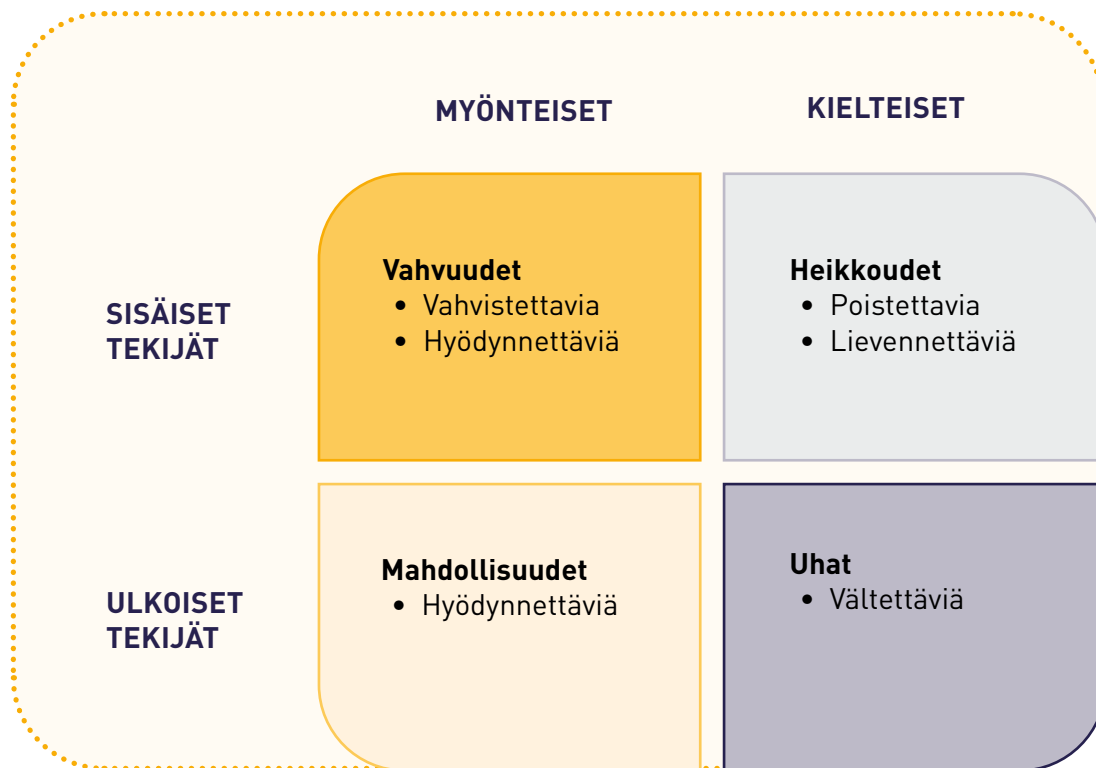 MYÖNTEISET
KIELTEISET
SISÄISET
TEKIJÄT
Vahvuudet
• Vahvistettavia
• Hyödynnettäviä
Heikkoudet
• Poistettavia
• Lievennettäviä
ULKOISET
TEKIJÄT
Mahdollisuudet
• Hyödynnettäviä
Uhat
• Vältettäviä